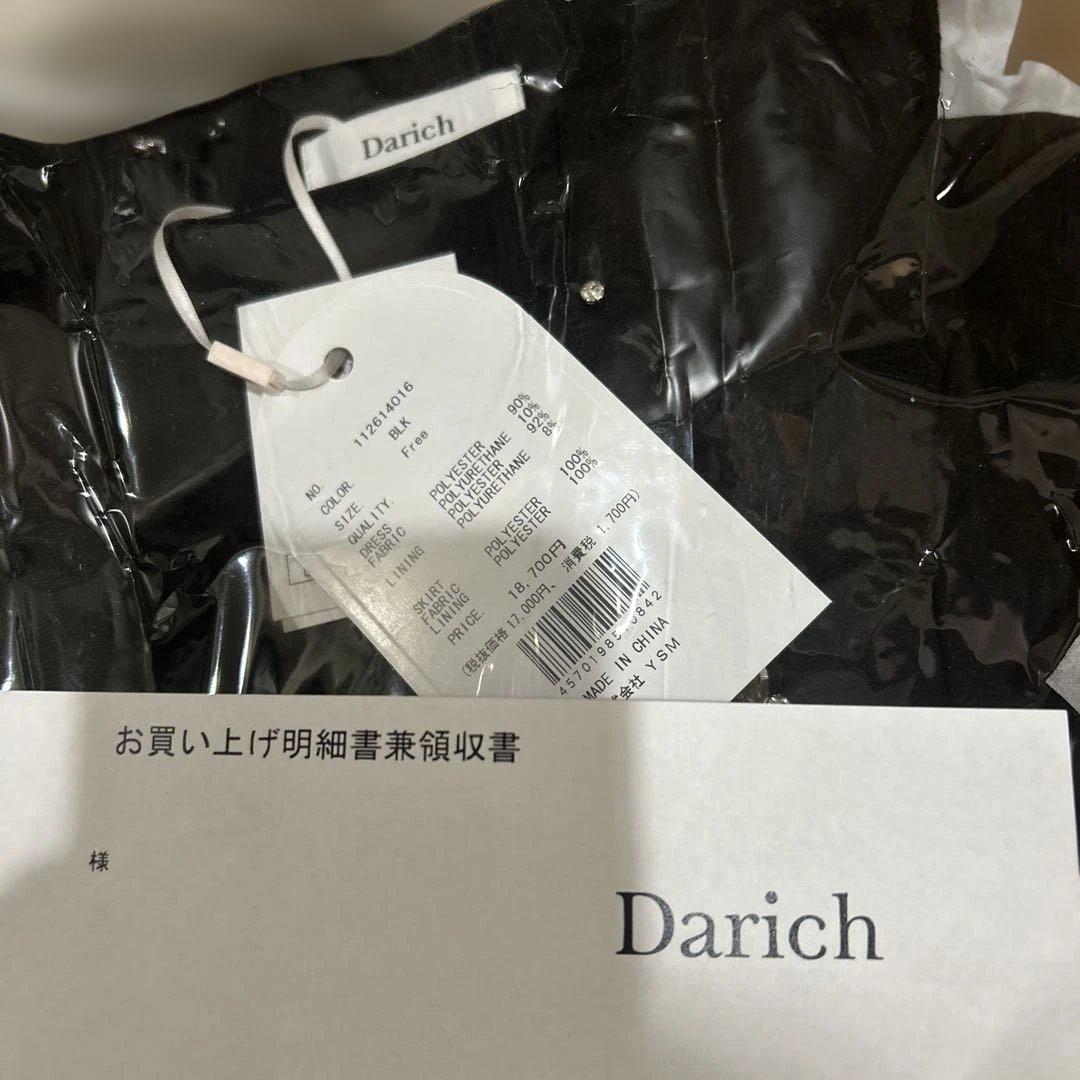 Darich
NO. 112614016
COLOR. BLK
SIZE. Free
QUALITY.
DRESS
FABRIC POLYESTER 90%
POLYURETHANE 10%
LINING POLYESTER 92%
POLYURETHANE 8%
SKIRT
FABRIC POLYESTER 100%
LINING POLYESTER 100%
PRICE. 18,700円
(税抜価格 17,000円、 消費税 1,700円)
MADE IN CHINA
YSM
お買い上げ明細書兼領収書
様
Darich